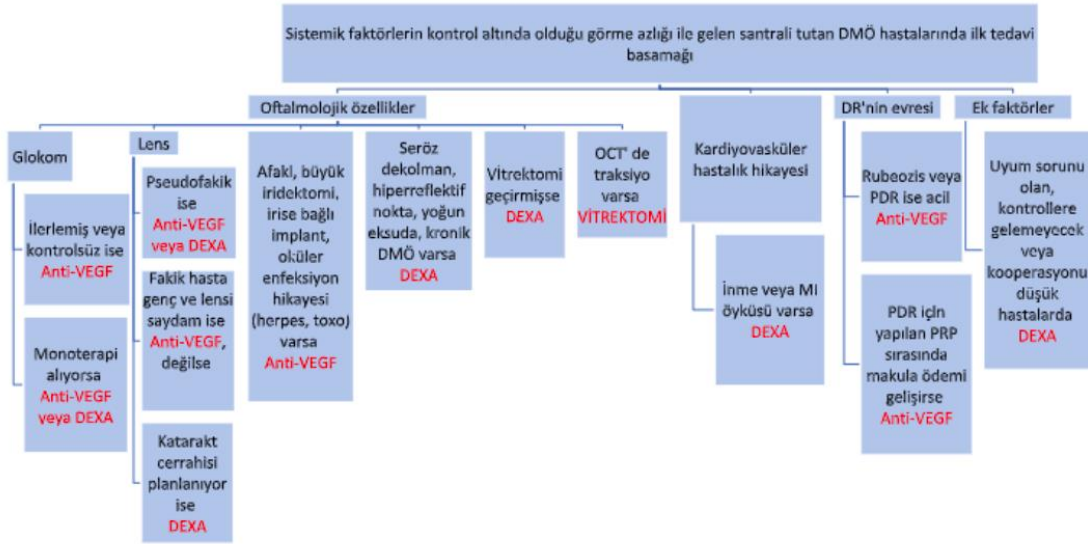 Sistemik faktörlerin kontrol altında olduğu görme azlığı ile gelen santrali tutan DMÖ hastalarında ilk tedavi
basamağı
Oftalmolojik özellikler
Glokom
İlerlemiş veya
kontrolsüz ise
Anti-VEGF
Monoterapi
alıyorsa
Anti-VEGF
veya DEXA
Lens
Pseudofakik
ise
Anti-VEGF
veya DEXA
Fakik hasta
genç ve lensi
saydam ise
Anti-VEGF,
değilse
Katarakt
cerrahisi
planlanıyor
ise
DEXA
Afaki, büyük
iridektomi,
irise bağlı
implant,
oküler
enfeksiyon
hikayesi
(herpes, toxo)
varsa
Anti-VEGF
Seröz
dekolman,
hiperreflektif
nokta, yoğun
eksuda, kronik
DMÖ varsa
DEXA
Vitrektomi
geçirmişse
DEXA
OCT' de
traksiyo
varsa
VİTREKTOMİ
Kardiyovasküler
hastalık hikayesi
İnme veya MI
öyküsü varsa
DEXA
DR'nin evresi
Rubeozis veya
PDR ise acil
Anti-VEGF
PDR için
yapılan PRP
sırasında
makula ödemi
gelişirse
Anti-VEGF
Ek faktörler
Uyum sorunu
olan,
kontrollere
gelemeyecek
veya
kooperasyonu
düşük
hastalarda
DEXA